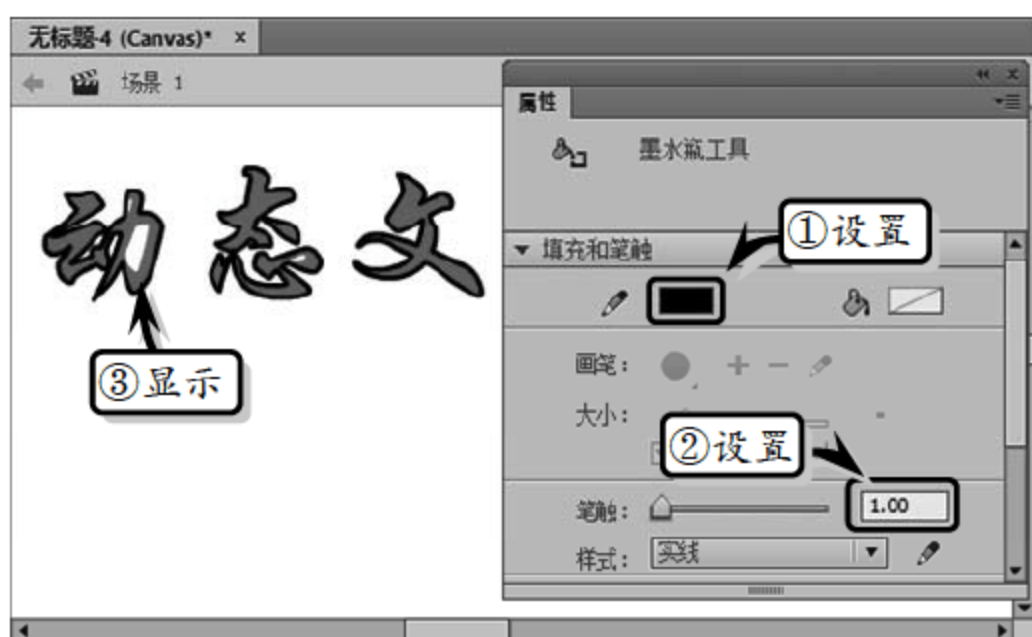 无标题-4 (Canvas)* ×
场景 1
属性
墨水瓶工具
①设置
填充和笔触
动态文
③显示
画笔：
大小：
②设置
笔触： 1.00
样式： 实线